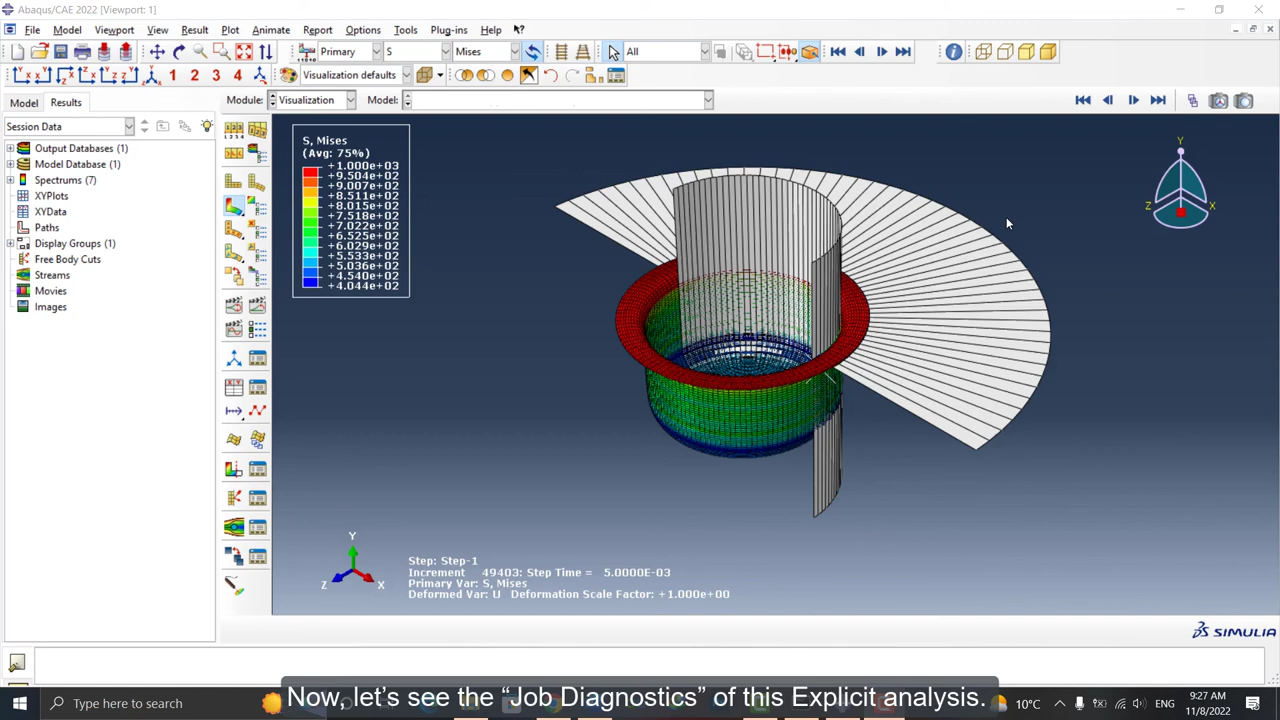 Abaqus/CAE 2022 [Viewport: 1]
File Model Viewport View Result Plot Animate Report Options Tools Plug-ins Help
Primary S Mises All
1 2 3 4 Visualization defaults
Model Results Module: Visualization Model:
Session Data
Output Databases (1)
Model Database (1)
Spectrums (7)
XYPlots
XYData
Paths
Display Groups (1)
Free Body Cuts
Streams
Movies
Images
S, Mises
(Avg: 75%)
+1.000e+03
+9.504e+02
+9.007e+02
+8.511e+02
+8.015e+02
+7.518e+02
+7.022e+02
+6.525e+02
+6.029e+02
+5.533e+02
+5.036e+02
+4.540e+02
+4.044e+02
Y
Z X
Y
Z X
Step: Step-1
Increment 49403: Step Time = 5.0000E-03
Primary Var: S, Mises
Deformed Var: U Deformation Scale Factor: +1.000e+00
SIMULIA
Now, let's see the “Job Diagnostics” of this Explicit analysis.
Type here to search
10°C
ENG
9:27 AM
11/8/2022